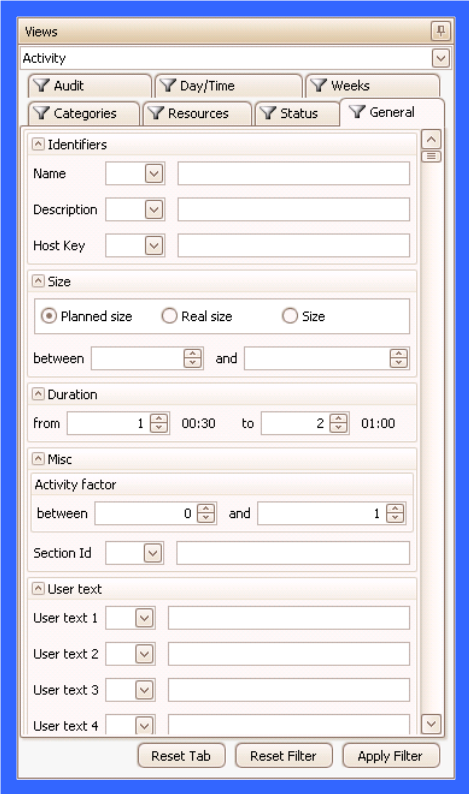 Views
Activity
Audit Day/Time Weeks
Categories Resources Status General
Identifiers
Name
Description
Host Key
Size
Planned size Real size Size
between and
Duration
from 1 00:30 to 2 01:00
Misc
Activity factor
between 0 and 1
Section Id
User text
User text 1
User text 2
User text 3
User text 4
Reset Tab Reset Filter Apply Filter